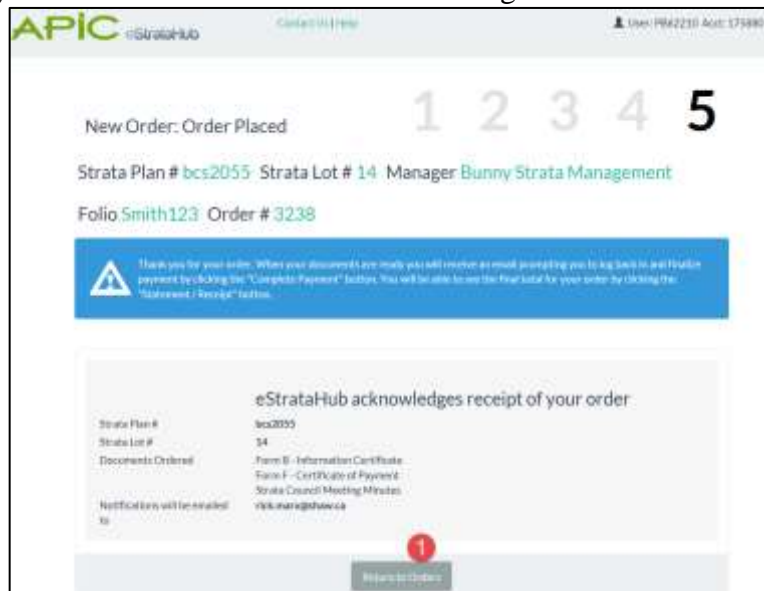 APIC eStrataHub
Contact Us | Help
User: PB62210 Acct: 175880
New Order: Order Placed
1 2 3 4 5
Strata Plan # bcs2055 Strata Lot # 14 Manager Bunny Strata Management
Folio Smith123 Order # 3238
Thank you for your order. When your documents are ready you will receive an email prompting you to log back in and finalize
payment by clicking the "Complete Payment" button. You will be able to see the final total for your order by clicking the
"Statement / Receipt" button.
eStrataHub acknowledges receipt of your order
Strata Plan # bcs2055
Strata Lot # 14
Documents Ordered Form B - Information Certificate
Form F - Certificate of Payment
Strata Council Meeting Minutes
Notifications will be emailed
to
1
Return to Orders